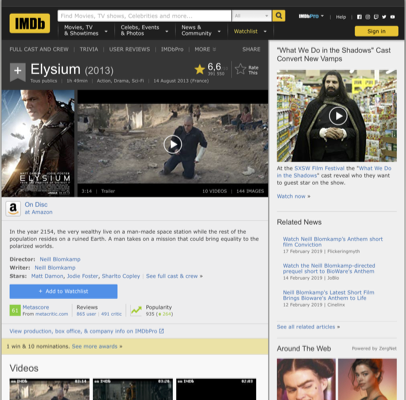 IMDb
Find Movies, TV shows, Celebrities and more...
All
IMDbPro
Help
Movies, TV & Showtimes
Celebs, Events & Photos
News & Community
Watchlist
Sign in
FULL CAST AND CREW | TRIVIA | USER REVIEWS | IMDbPro | MORE
SHARE
Elysium (2013)
Tous publics | 1h 49min | Action, Drama, Sci-Fi | 14 August 2013 (France)
6,6
Rate This
ELYSIUM
3:14 | Trailer
10 VIDEOS | 144 IMAGES
On Disc
at Amazon
In the year 2154, the very wealthy live on a man-made space station while the rest of the
population resides on a ruined Earth. A man takes on a mission that could bring equality to the
polarized worlds.
Director: Neill Blomkamp
Writer: Neill Blomkamp
Stars: Matt Damon, Jodie Foster, Sharlto Copley | See full cast & crew »
+ Add to Watchlist
61
Metascore
From metacritic.com
Reviews
865 user | 491 critic
Popularity
View production, box office, & company info on IMDbPro
1 win & 10 nominations. See more awards »
Videos
"What We Do in the Shadows" Cast
Convert New Vamps
At the SXSW Film Festival the "What We
Do in the Shadows" cast reveal who they want
to guest star on the show.
Watch now »
Related News
Watch Neill Blomkamp's Anthem short
film Conviction
17 February 2019 | Flickeringmyth
Watch the Neill Blomkamp-directed
prequel short to BioWare's Anthem
14 February 2019 | JoBlo
Neill Blomkamp's Latest Short Film
Brings Bioware's Anthem to Life
12 February 2019 | Cinelinx
See all related articles »
Around The Web
Powered by ZergNet